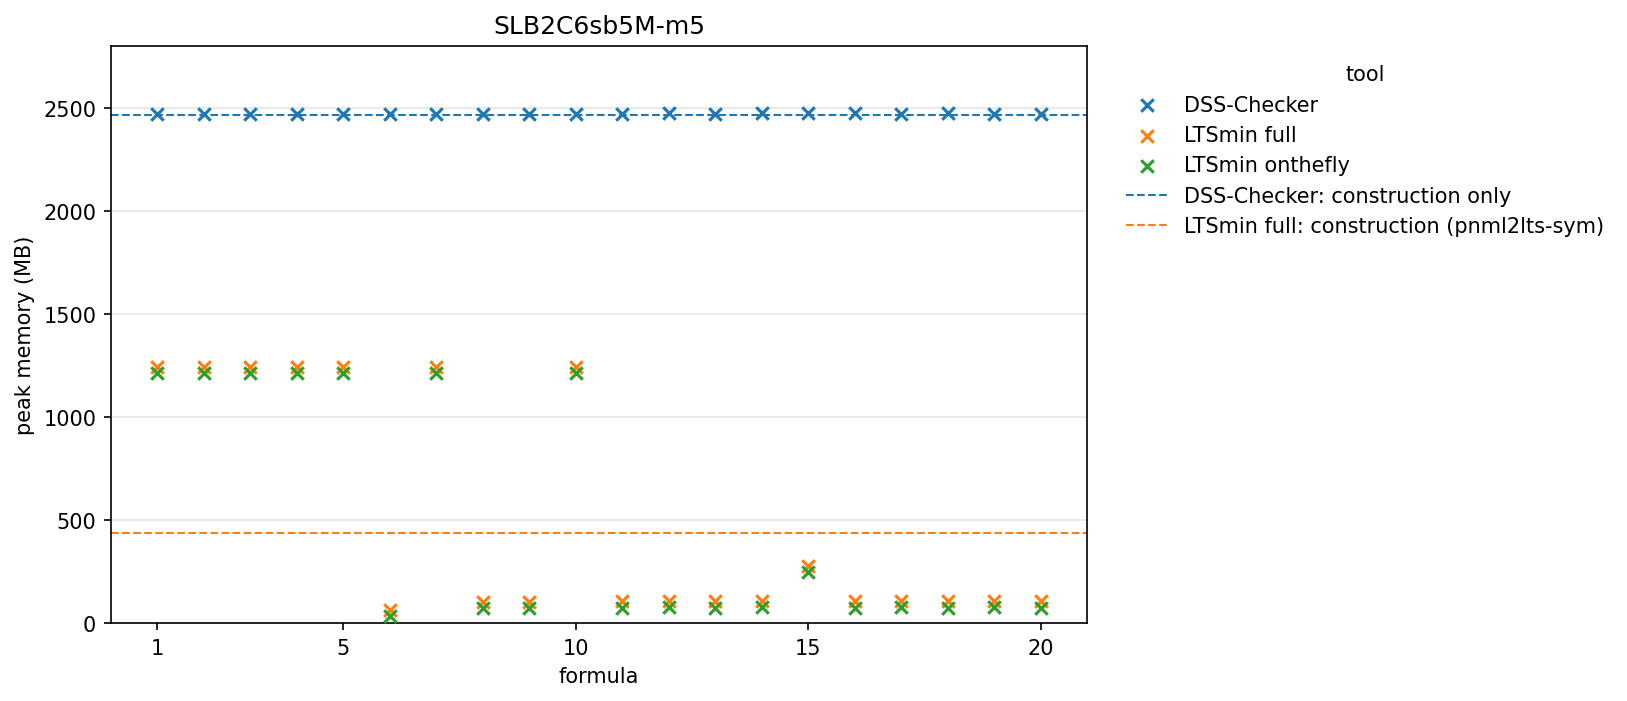 SLB2C6sb5M-m5
peak memory (MB)
2500
2000
1500
1000
500
0
1 5 10 15 20
formula
tool
DSS-Checker
LTSmin full
LTSmin onthefly
DSS-Checker: construction only
LTSmin full: construction (pnml2lts-sym)